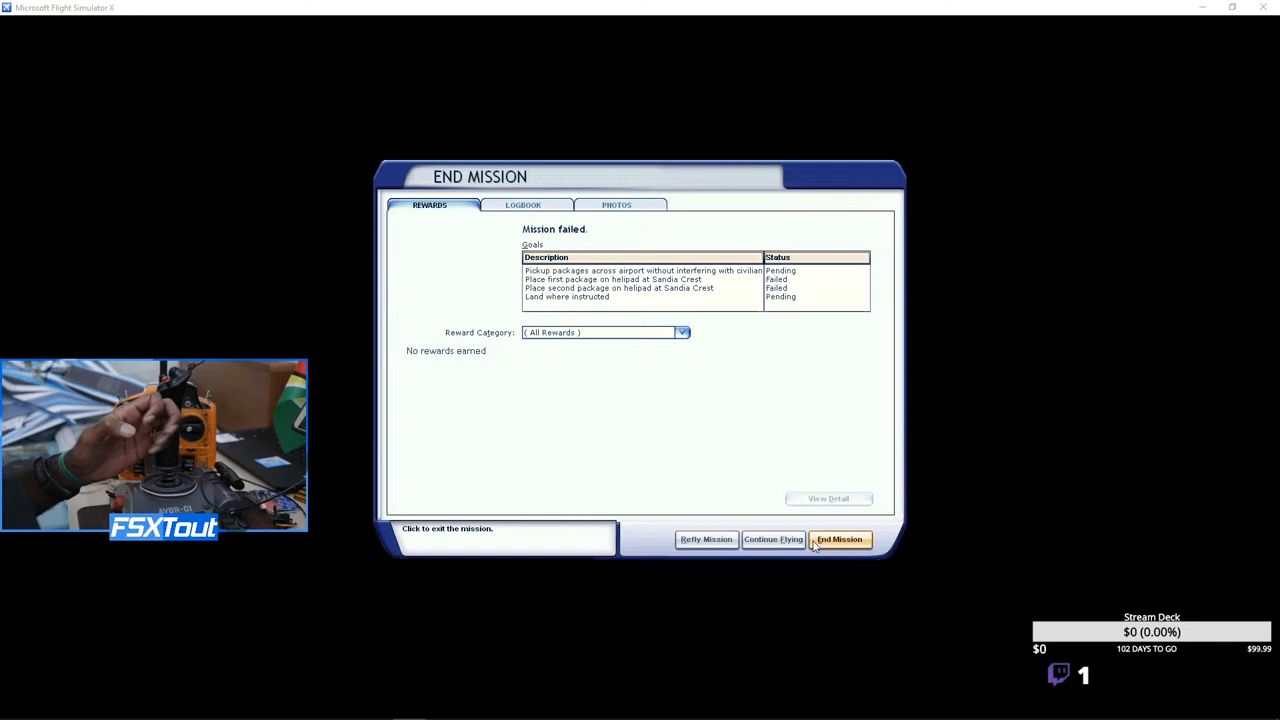 Microsoft Flight Simulator X
END MISSION
REWARDS
LOGBOOK
PHOTOS
Mission failed.
Goals
Description Status
Pickup packages across airport without interfering with civilian Pending
Place first package on helipad at Sandia Crest Failed
Place second package on helipad at Sandia Crest Failed
Land where instructed Pending
Reward Category: ( All Rewards )
No rewards earned
View Detail
Click to exit the mission.
Refly Mission
Continue Flying
End Mission
AV8R-01
FSXTout
Stream Deck
$0 (0.00%)
$0 102 DAYS TO GO $99.99
1